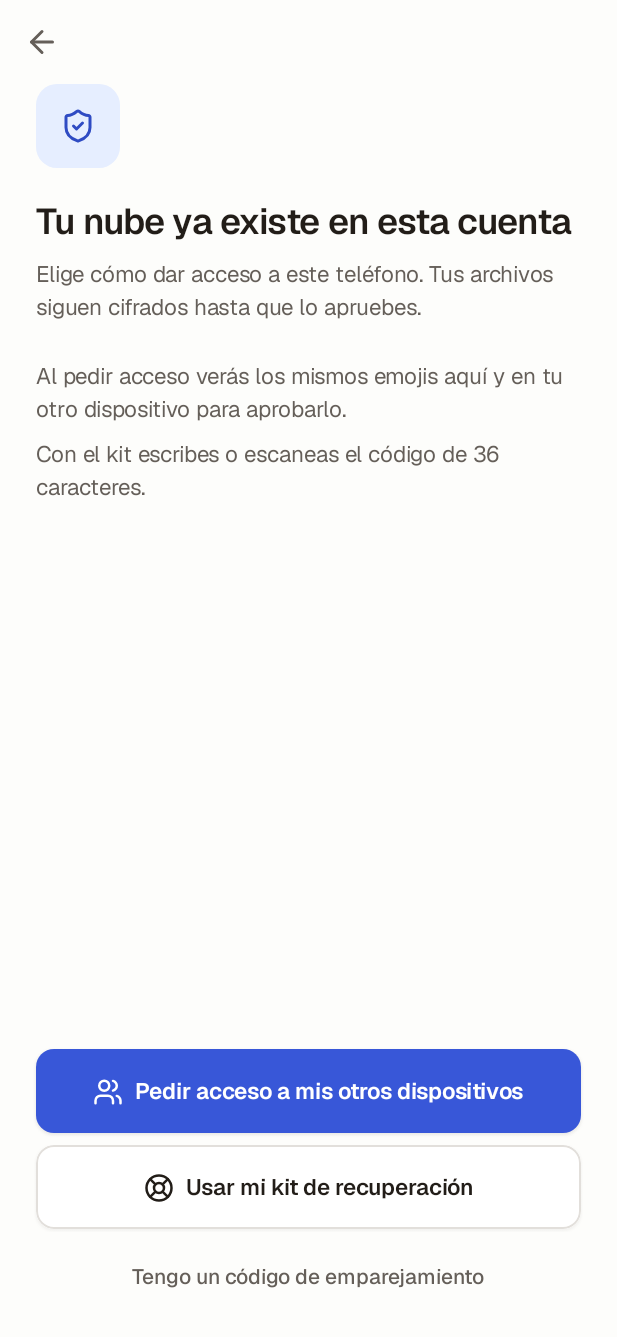 Tu nube ya existe en esta cuenta
Elige cómo dar acceso a este teléfono. Tus archivos
siguen cifrados hasta que lo apruebes.
Al pedir acceso verás los mismos emojis aquí y en tu
otro dispositivo para aprobarlo.
Con el kit escribes o escaneas el código de 36
caracteres.
Pedir acceso a mis otros dispositivos
Usar mi kit de recuperación
Tengo un código de emparejamiento